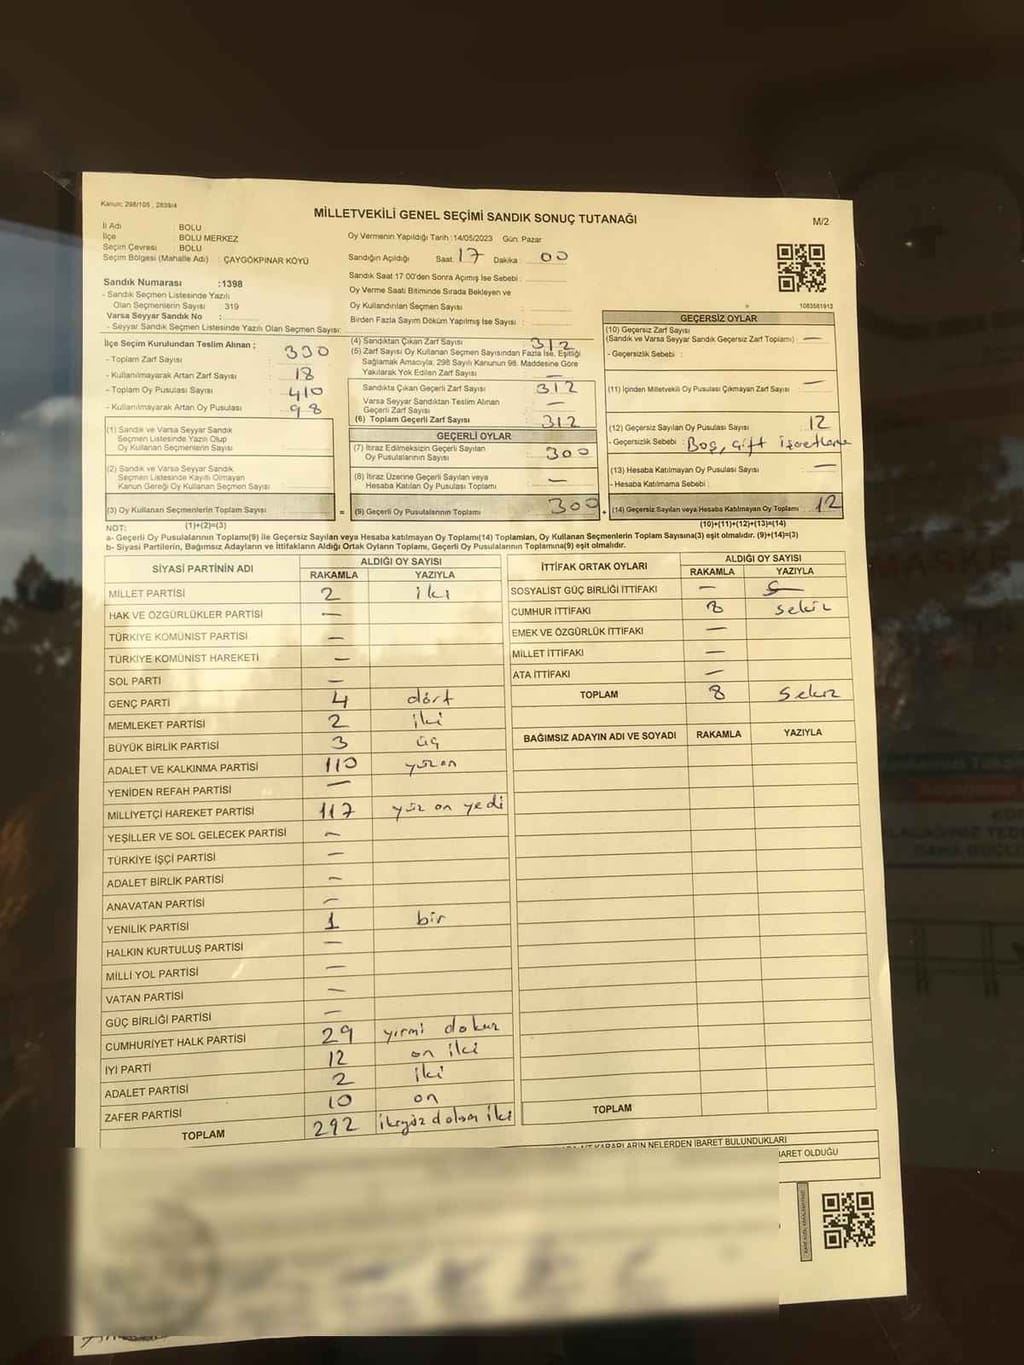 Kanun: 298/105 , 2839/4
MİLLETVEKİLİ GENEL SEÇİMİ SANDIK SONUÇ TUTANAĞI
M/2
İl Adı : BOLU
İlçe : BOLU MERKEZ
Seçim Çevresi : BOLU
Seçim Bölgesi (Mahalle Adı) : ÇAYGÖKPINAR KÖYÜ
Oy Vermenin Yapıldığı Tarih :14/05/2023 Gün: Pazar
Sandığın Açıldığı Saat: 17 Dakika : 00
Sandık Saat 17:00'den Sonra Açımış İse Sebebi :
Oy Verme Saati Bitiminde Sırada Bekleyen ve
Oy Kullandırılan Seçmen Sayısı :
Birden Fazla Sayım Döküm Yapılmış İse Sayısı :
Sandık Numarası :1398
- Sandık Seçmen Listesinde Yazılı
Olan Seçmenlerin Sayısı : 319
Varsa Seyyar Sandık No :
- Seyyar Sandık Seçmen Listesinde Yazılı Olan Seçmen Sayısı:
1083581913
İlçe Seçim Kurulundan Teslim Alınan ;
- Toplam Zarf Sayısı : 330
- Kullanılmayarak Artan Zarf Sayısı : 18
- Toplam Oy Pusulası Sayısı : 410
- Kullanılmayarak Artan Oy Pusulası : 98
(1) Sandık ve Varsa Seyyar Sandık
Seçmen Listesinde Yazılı Olup
Oy Kullanan Seçmenlerin Sayısı :
(2) Sandık ve Varsa Seyyar Sandık
Seçmen Listesinde Kayıtlı Olmayan
Kanun Gereği Oy Kullanan Seçmen Sayısı :
(3) Oy Kullanan Seçmenlerin Toplam Sayısı :
(4) Sandıktan Çıkan Zarf Sayısı : 312
(5) Zarf Sayısı Oy Kullanan Seçmen Sayısından Fazla İse, Eşitliği
Sağlamak Amacıyla, 298 Sayılı Kanunun 98. Maddesine Göre
Yakılarak Yok Edilen Zarf Sayısı : —
Sandıkta Çıkan Geçerli Zarf Sayısı : 312
Varsa Seyyar Sandıktan Teslim Alınan
Geçerli Zarf Sayısı : —
(6) Toplam Geçerli Zarf Sayısı : 312
GEÇERLİ OYLAR
(7) İtiraz Edilmeksizin Geçerli Sayılan
Oy Pusulalarının Sayısı : 300
(8) İtiraz Üzerine Geçerli Sayılan veya
Hesaba Katılan Oy Pusulası Toplamı : —
= (9) Geçerli Oy Pusulalarının Toplamı : 300
GEÇERSİZ OYLAR
(10) Geçersiz Zarf Sayısı
(Sandık ve Varsa Seyyar Sandık Geçersiz Zarf Toplamı) : —
- Geçersizlik Sebebi :
(11) İçinden Milletvekili Oy Pusulası Çıkmayan Zarf Sayısı : —
(12) Geçersiz Sayılan Oy Pusulası Sayısı : 12
- Geçersizlik Sebebi : Boş, çift işaretleme
(13) Hesaba Katılmayan Oy Pusulası Sayısı : —
- Hesaba Katılmama Sebebi :
+ (14) Geçersiz Sayılan veya Hesaba Katılmayan Oy Toplamı : 12
NOT: (1)+(2)=(3) (10)+(11)+(12)+(13)=(14)
a- Geçerli Oy Pusulalarının Toplamı(9) ile Geçersiz Sayılan veya Hesaba Katılmayan Oy Toplamı(14) Toplamları, Oy Kullanan Seçmenlerin Toplam Sayısına(3) eşit olmalıdır. (9)+(14)=(3)
b- Siyasi Partilerin, Bağımsız Adayların ve İttifakların Aldığı Ortak Oyların Toplamı, Geçerli Oy Pusulalarının Toplamına(9) eşit olmalıdır.
SİYASİ PARTİNİN ADI ALDIĞI OY SAYISI
RAKAMLA YAZIYLA
MİLLET PARTİSİ 2 iki
HAK VE ÖZGÜRLÜKLER PARTİSİ —
TÜRKİYE KOMÜNİST PARTİSİ —
TÜRKİYE KOMÜNİST HAREKETİ —
SOL PARTİ —
GENÇ PARTİ 4 dört
MEMLEKET PARTİSİ 2 iki
BÜYÜK BİRLİK PARTİSİ 3 üç
ADALET VE KALKINMA PARTİSİ 110 yüz on
YENİDEN REFAH PARTİSİ —
MİLLİYETÇİ HAREKET PARTİSİ 117 yüz on yedi
YEŞİLLER VE SOL GELECEK PARTİSİ —
TÜRKİYE İŞÇİ PARTİSİ —
ADALET BİRLİK PARTİSİ —
ANAVATAN PARTİSİ —
YENİLİK PARTİSİ 1 bir
HALKIN KURTULUŞ PARTİSİ —
MİLLİ YOL PARTİSİ —
VATAN PARTİSİ —
GÜÇ BİRLİĞİ PARTİSİ —
CUMHURİYET HALK PARTİSİ 29 yirmi dokuz
İYİ PARTİ 12 on iki
ADALET PARTİSİ 2 iki
ZAFER PARTİSİ 10 on
TOPLAM 292 ikiyüz doksan iki
İTTİFAK ORTAK OYLARI ALDIĞI OY SAYISI
RAKAMLA YAZIYLA
SOSYALİST GÜÇ BİRLİĞİ İTTİFAKI —
CUMHUR İTTİFAKI 8 sekiz
EMEK VE ÖZGÜRLÜK İTTİFAKI —
MİLLET İTTİFAKI —
ATA İTTİFAKI —
TOPLAM 8 sekiz
BAĞIMSIZ ADAYIN ADI VE SOYADI RAKAMLA YAZIYLA
TOPLAM
KARARLARIN NELERDEN İBARET BULUNDUKLARI
OLDUĞU